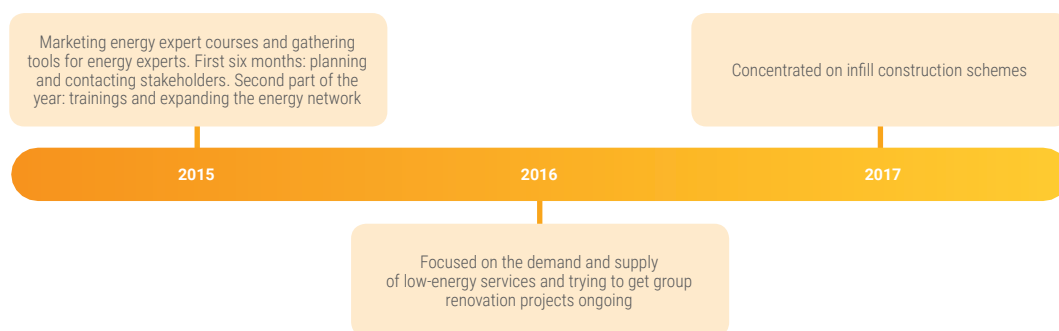 Marketing energy expert courses and gathering
tools for energy experts. First six months: planning
and contacting stakeholders. Second part of the
year: trainings and expanding the energy network
Concentrated on infill construction schemes
2015
2016
2017
Focused on the demand and supply
of low-energy services and trying to get group
renovation projects ongoing